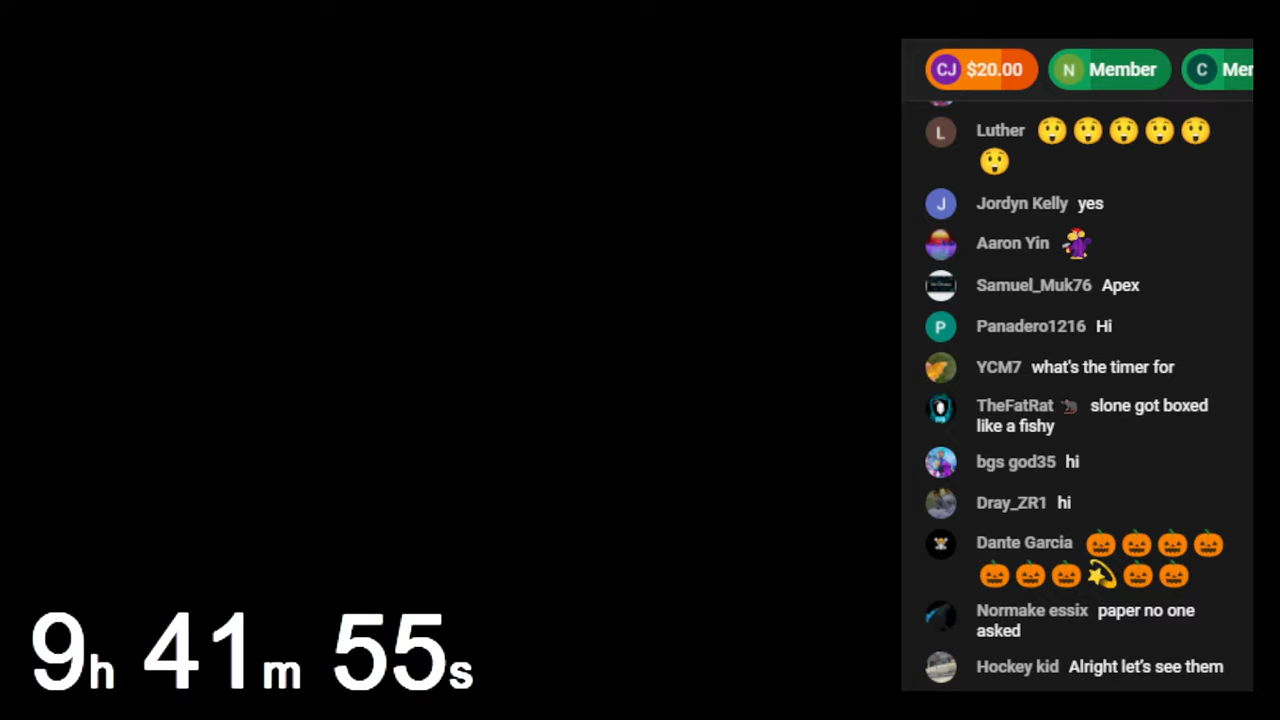 CJ $20.00 N Member C Mer
L Luther 😲😲😲😲😲
😲
J Jordyn Kelly yes
Aaron Yin
Samuel_Muk76 Apex
P Panadero1216 Hi
YCM7 what's the timer for
TheFatRat 🐀 slone got boxed
like a fishy
bgs god35 hi
Dray_ZR1 hi
Dante Garcia 🎃🎃🎃🎃
🎃🎃🎃💫🎃🎃
Normake essix paper no one
asked
Hockey kid Alright let's see them
9h 41m 55s